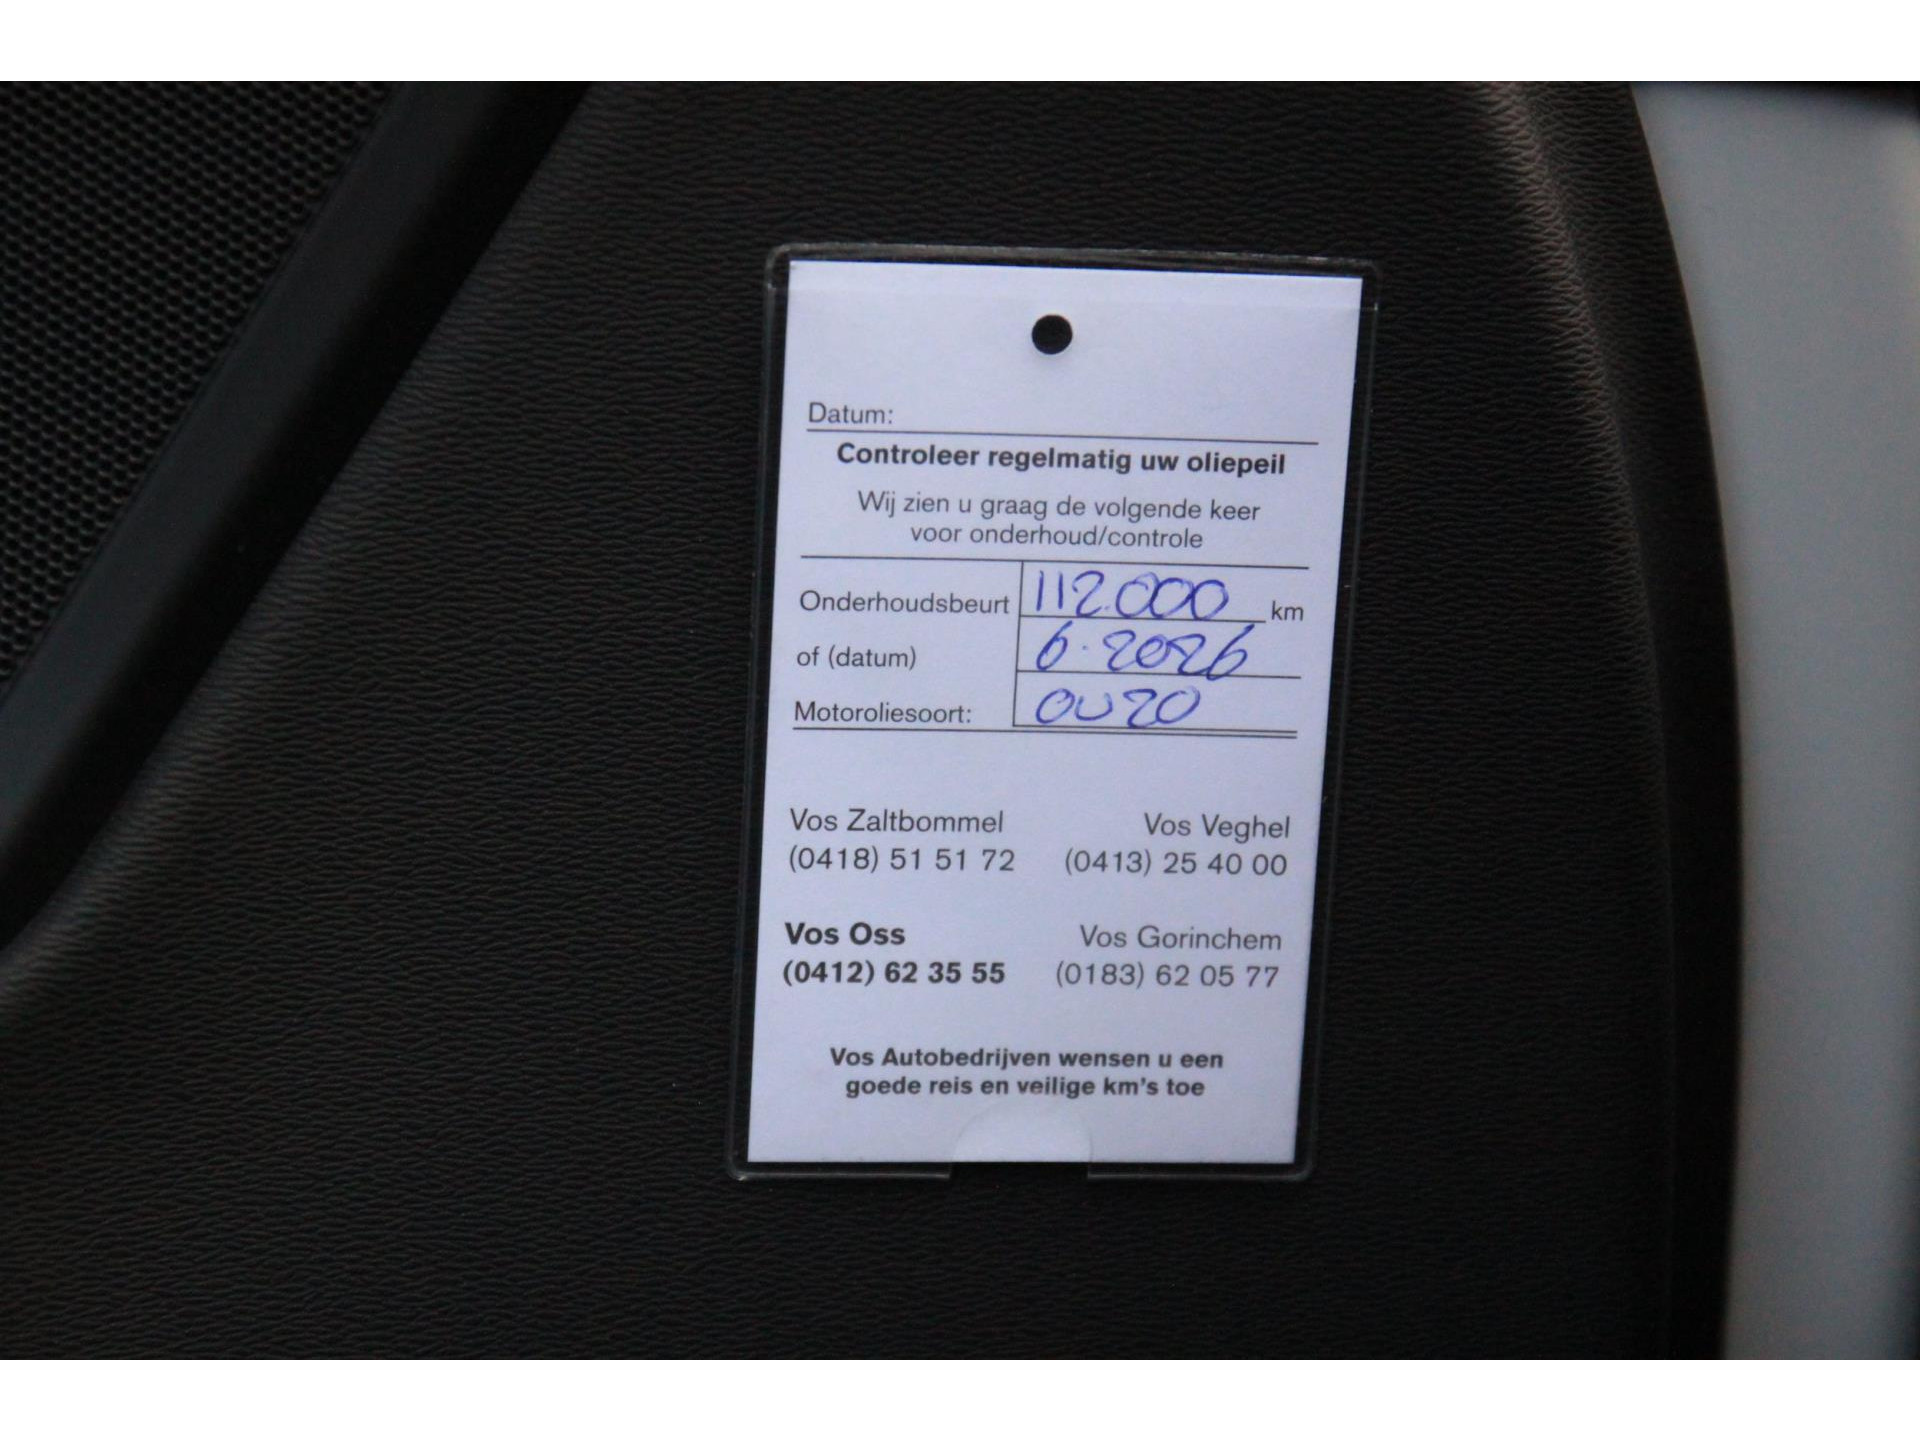 Datum:
Controleer regelmatig uw oliepeil
Wij zien u graag de volgende keer
voor onderhoud/controle
Onderhoudsbeurt 112.000 km
of (datum) 6.2026
Motoroliesoort: 0W20
Vos Zaltbommel Vos Veghel
(0418) 51 51 72 (0413) 25 40 00
Vos Oss Vos Gorinchem
(0412) 62 35 55 (0183) 62 05 77
Vos Autobedrijven wensen u een
goede reis en veilige km's toe